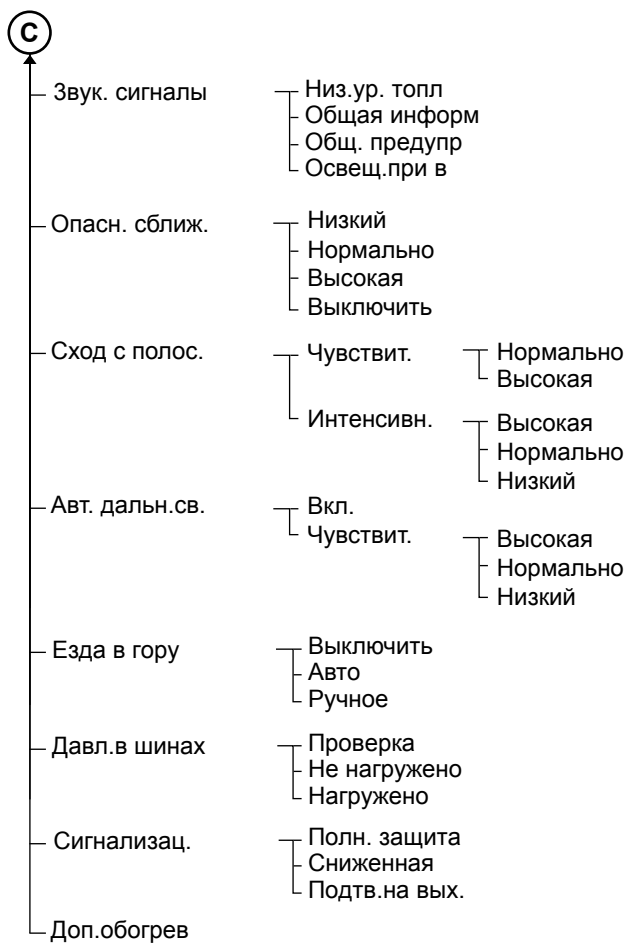 C
Звук. сигналы
Низ.ур. топл
Общая информ
Общ. предупр
Освещ.при в
Опасн. сближ.
Низкий
Нормально
Высокая
Выключить
Сход с полос.
Чувствит.
Нормально
Высокая
Интенсивн.
Высокая
Нормально
Низкий
Авт. дальн.св.
Вкл.
Чувствит.
Высокая
Нормально
Низкий
Езда в гору
Выключить
Авто
Ручное
Давл.в шинах
Проверка
Не нагружено
Нагружено
Сигнализац.
Полн. защита
Сниженная
Подтв.на вых.
Доп.обогрев